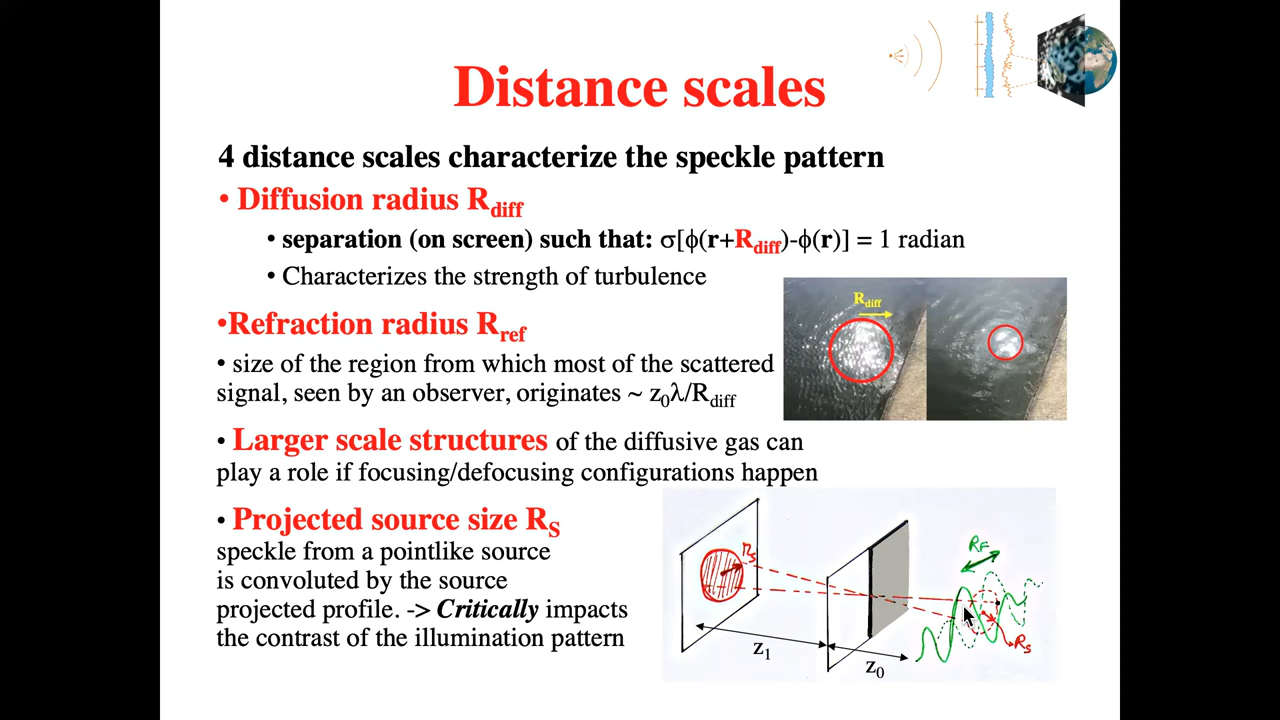 Distance scales
4 distance scales characterize the speckle pattern
• Diffusion radius Rdiff
• separation (on screen) such that: σ[ϕ(r+Rdiff)-ϕ(r)] = 1 radian
• Characterizes the strength of turbulence
Rdiff
•Refraction radius Rref
• size of the region from which most of the scattered
signal, seen by an observer, originates ~ z0λ/Rdiff
• Larger scale structures of the diffusive gas can
play a role if focusing/defocusing configurations happen
• Projected source size RS
speckle from a pointlike source
is convoluted by the source
projected profile. -> Critically impacts
the contrast of the illumination pattern
rs
RF
RS
z1
z0